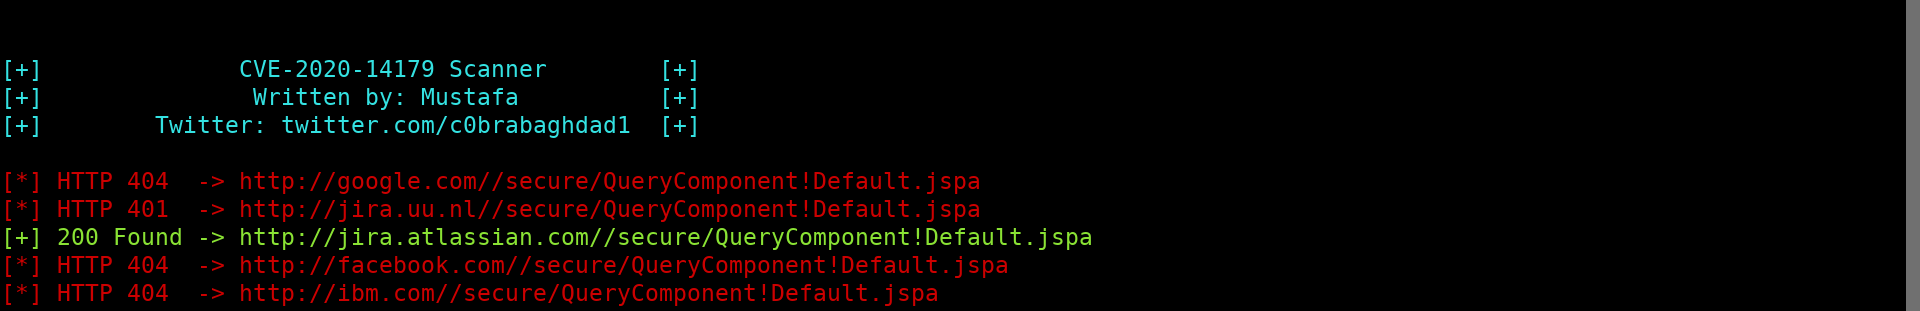 [+] CVE-2020-14179 Scanner [+]
[+] Written by: Mustafa [+]
[+] Twitter: twitter.com/c0brabaghdad1 [+]
[*] HTTP 404 -> http://google.com//secure/QueryComponent!Default.jspa
[*] HTTP 401 -> http://jira.uu.nl//secure/QueryComponent!Default.jspa
[+] 200 Found -> http://jira.atlassian.com//secure/QueryComponent!Default.jspa
[*] HTTP 404 -> http://facebook.com//secure/QueryComponent!Default.jspa
[*] HTTP 404 -> http://ibm.com//secure/QueryComponent!Default.jspa